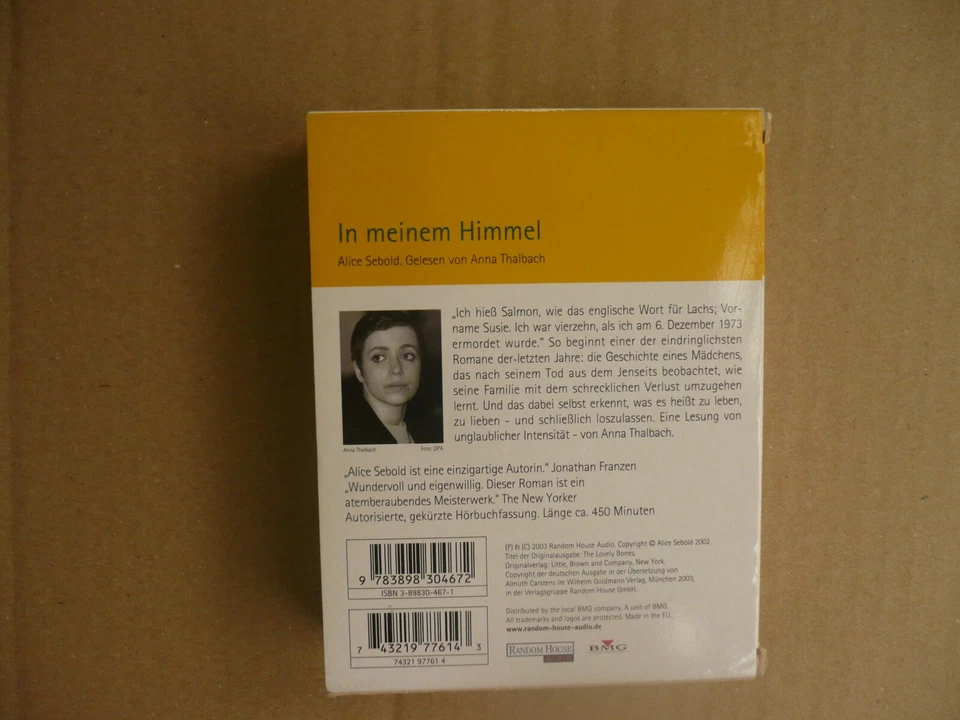 In meinem Himmel
Alice Sebold. Gelesen von Anna Thalbach
„Ich hieß Salmon, wie das englische Wort für Lachs; Vor-
name Susie. Ich war vierzehn, als ich am 6. Dezember 1973
ermordet wurde.“ So beginnt einer der eindringlichsten
Romane der letzten Jahre: die Geschichte eines Mädchens,
das nach seinem Tod aus dem Jenseits beobachtet, wie
seine Familie mit dem schrecklichen Verlust umzugehen
lernt. Und das dabei selbst erkennt, was es heißt zu leben,
zu lieben - und schließlich loszulassen. Eine Lesung von
unglaublicher Intensität - von Anna Thalbach.
Anna Thalbach Foto: DPA
„Alice Sebold ist eine einzigartige Autorin.“ Jonathan Franzen
„Wundervoll und eigenwillig. Dieser Roman ist ein
atemberaubendes Meisterwerk.“ The New Yorker
Autorisierte, gekürzte Hörbuchfassung. Länge ca. 450 Minuten
9 783898 304672
ISBN 3-89830-467-1
7 43219 77614 3
74321 97761 4
(P) & (C) 2003 Random House Audio. Copyright © Alice Sebold 2002.
Titel der Originalausgabe: The Lovely Bones.
Originalverlag: Little, Brown and Company, New York.
Copyright der deutschen Ausgabe in der Übersetzung von
Almuth Carstens im Wilhelm Goldmann Verlag, München 2003,
in der Verlagsgruppe Random House GmbH.
Distributed by the local BMG company. A unit of BMG.
All trademarks and logos are protected. Made in the EU.
www.random-house-audio.de
RANDOM HOUSE
AUDIO
BMG